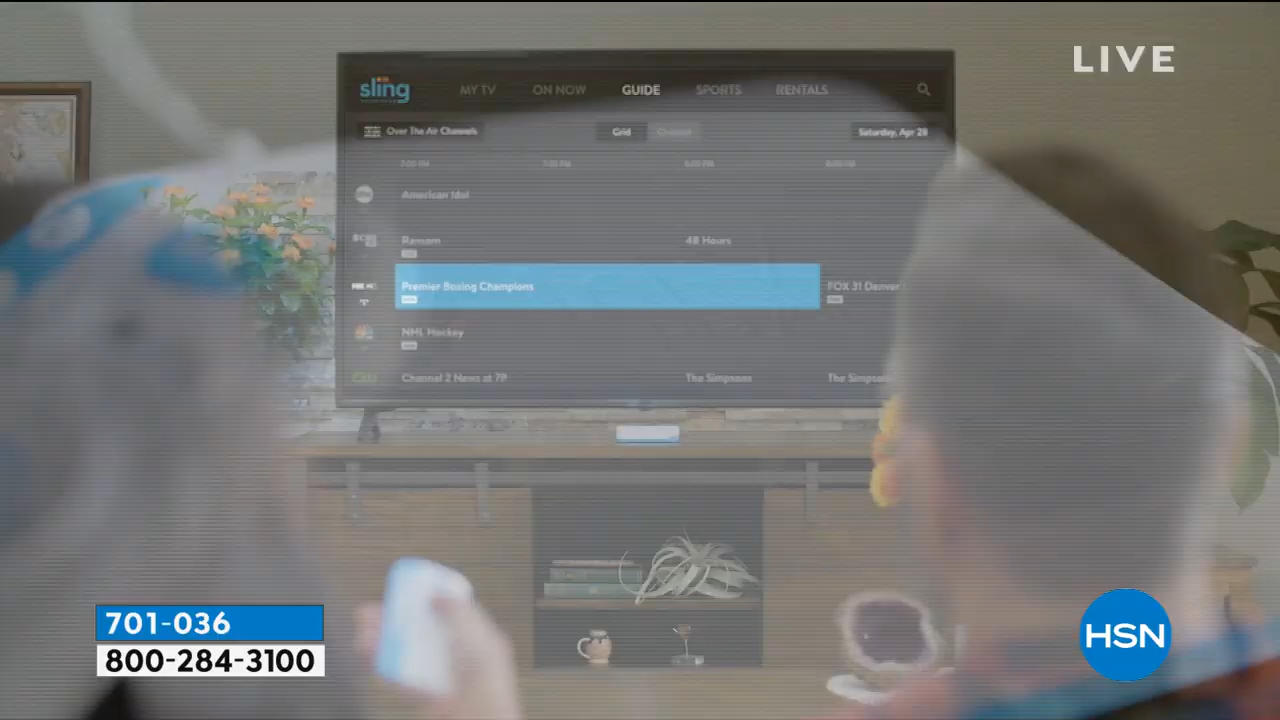 LIVE
sling
MY TV ON NOW GUIDE SPORTS RENTALS
Over The Air Channels Grid Channel Saturday, Apr 28
American Idol
Ransom 48 Hours
Premier Boxing Champions FOX 31 Denver
NHL Hockey
Channel 2 News at 7P The Simpsons The Simpsons
701-036
800-284-3100
HSN